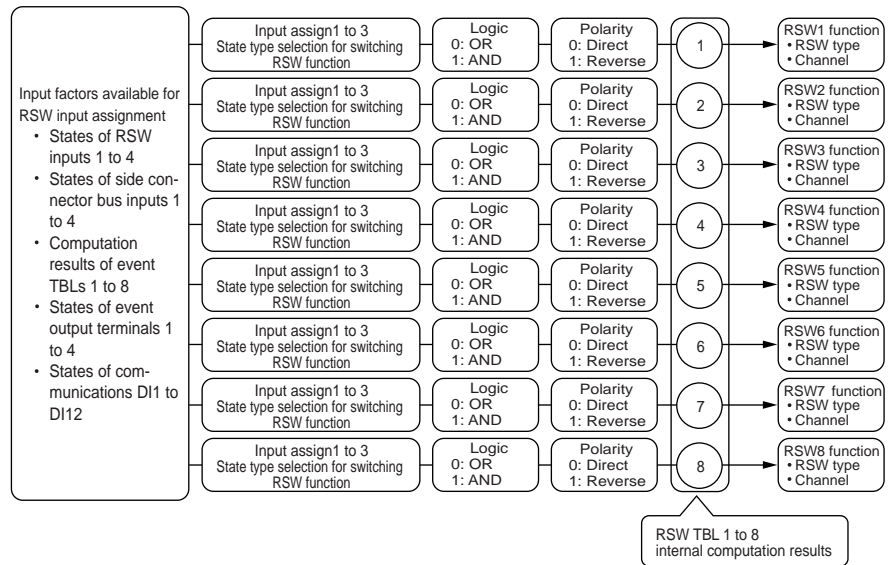 Input factors available for
RSW input assignment
• States of RSW
inputs 1 to 4
• States of side con-
nector bus inputs 1
to 4
• Computation
results of event
TBLs 1 to 8
• States of event
output terminals 1
to 4
• States of com-
munications DI1 to
DI12
Input assign1 to 3
State type selection for switching
RSW function
Logic
0: OR
1: AND
Polarity
0: Direct
1: Reverse
1
RSW1 function
• RSW type
• Channel
Input assign1 to 3
State type selection for switching
RSW function
Logic
0: OR
1: AND
Polarity
0: Direct
1: Reverse
2
RSW2 function
• RSW type
• Channel
Input assign1 to 3
State type selection for switching
RSW function
Logic
0: OR
1: AND
Polarity
0: Direct
1: Reverse
3
RSW3 function
• RSW type
• Channel
Input assign1 to 3
State type selection for switching
RSW function
Logic
0: OR
1: AND
Polarity
0: Direct
1: Reverse
4
RSW4 function
• RSW type
• Channel
Input assign1 to 3
State type selection for switching
RSW function
Logic
0: OR
1: AND
Polarity
0: Direct
1: Reverse
5
RSW5 function
• RSW type
• Channel
Input assign1 to 3
State type selection for switching
RSW function
Logic
0: OR
1: AND
Polarity
0: Direct
1: Reverse
6
RSW6 function
• RSW type
• Channel
Input assign1 to 3
State type selection for switching
RSW function
Logic
0: OR
1: AND
Polarity
0: Direct
1: Reverse
7
RSW7 function
• RSW type
• Channel
Input assign1 to 3
State type selection for switching
RSW function
Logic
0: OR
1: AND
Polarity
0: Direct
1: Reverse
8
RSW8 function
• RSW type
• Channel
RSW TBL 1 to 8
internal computation results